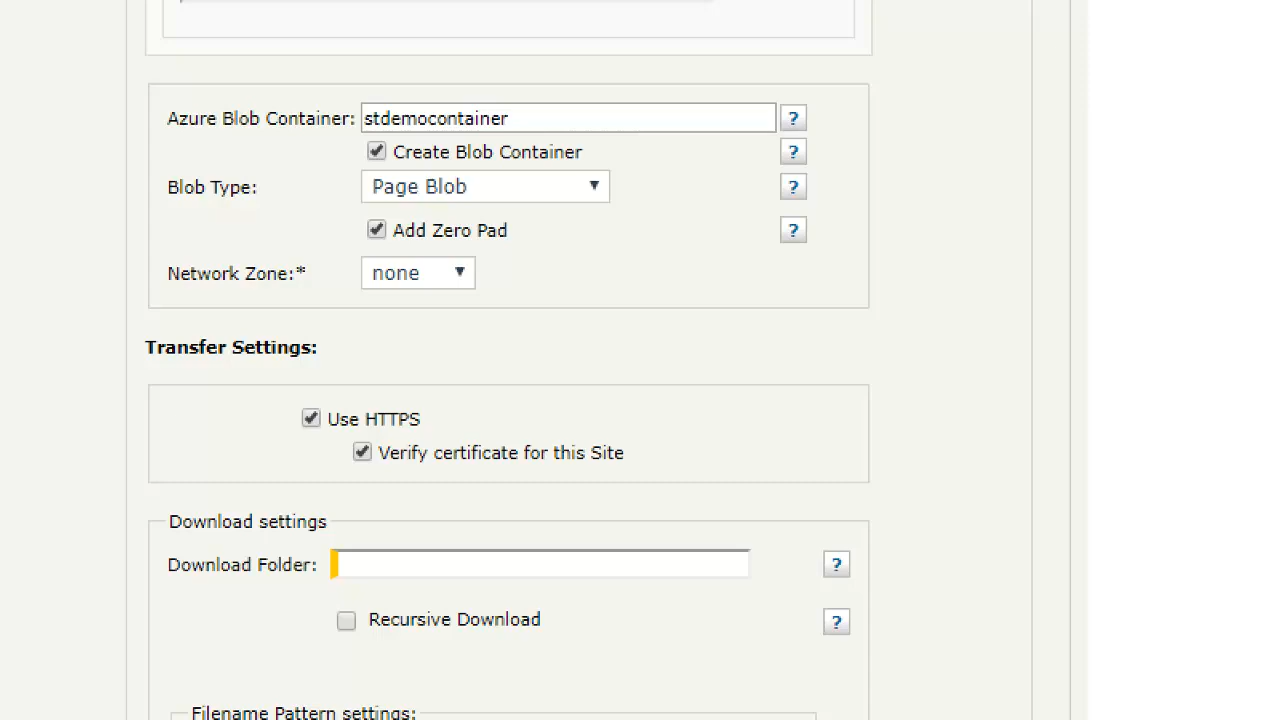 Azure Blob Container: stdemocontainer ?
Create Blob Container ?
Blob Type: Page Blob ?
Add Zero Pad ?
Network Zone:* none
Transfer Settings:
Use HTTPS
Verify certificate for this Site
Download settings
Download Folder: ?
Recursive Download ?
Filename Pattern settings: